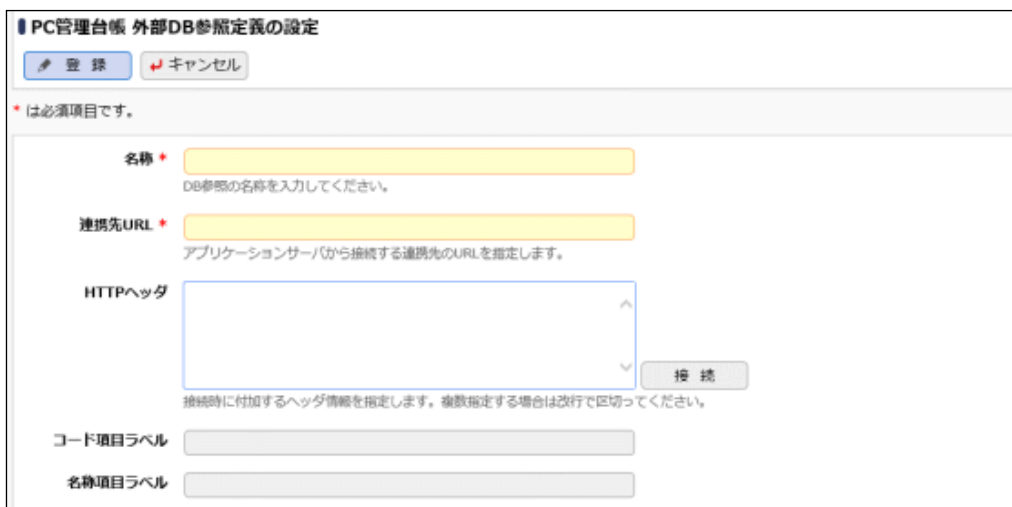 PC管理台帳 外部DB参照定義の設定
登 録 キャンセル
* は必須項目です。
名称 *
DB参照の名称を入力してください。
連携先URL *
アプリケーションサーバから接続する連携先のURLを指定します。
HTTPヘッダ
接 続
接続時に付加するヘッダ情報を指定します。複数指定する場合は改行で区切ってください。
コード項目ラベル
名称項目ラベル